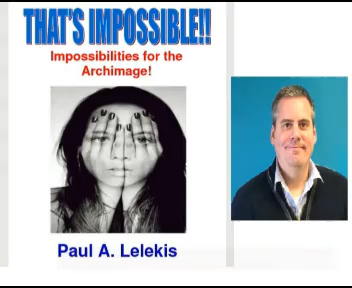 THAT'S IMPOSSIBLE!!
Impossibilities for the
Archimage!
Paul A. Lelekis